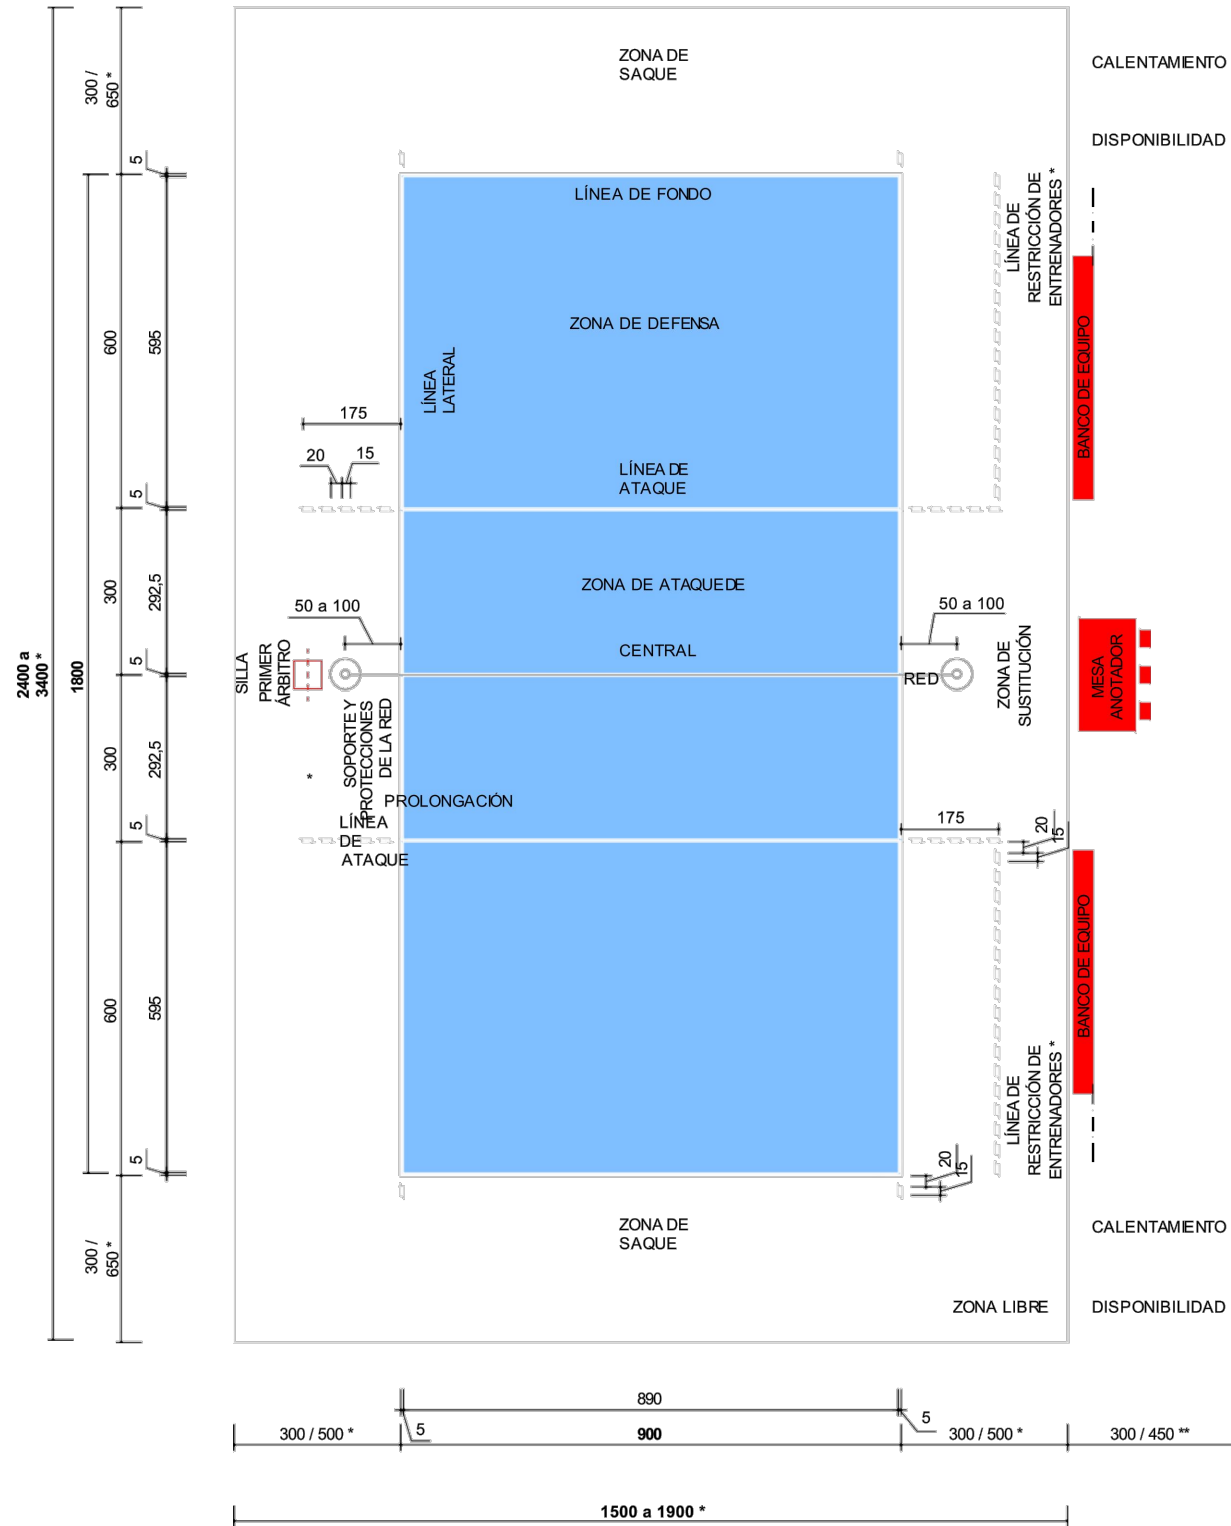 ZONA DE
SAQUE
CALENTAMIENTO
300 /
650 *
DISPONIBILIDAD
5
LÍNEA DE FONDO
LÍNEA DE
RESTRICCIÓN DE
ENTRENADORES *
ZONA DE DEFENSA
600
595
LÍNEA
LATERAL
BANCO DE EQUIPO
175
20
15
LÍNEA DE
ATAQUE
5
ZONA DE ATAQUEDE
300
292,5
50 a 100
50 a 100
CENTRAL
5
2400 a
3400 *
1800
SILLA
PRIMER
ÁRBITRO
RED
ZONA DE
SUSTITUCIÓN
MESA
ANOTADOR
300
292,5
*
SOPORTE Y
PROTECCIONES
DE LA RED
PROLONGACIÓN
LÍNEA
DE
ATAQUE
175
20
15
5
BANCO DE EQUIPO
600
595
LÍNEA DE
RESTRICCIÓN DE
ENTRENADORES *
5
20
15
ZONA DE
SAQUE
CALENTAMIENTO
300 /
650 *
ZONA LIBRE
DISPONIBILIDAD
890
5
5
300 / 500 *
900
300 / 500 *
300 / 450 **
1500 a 1900 *